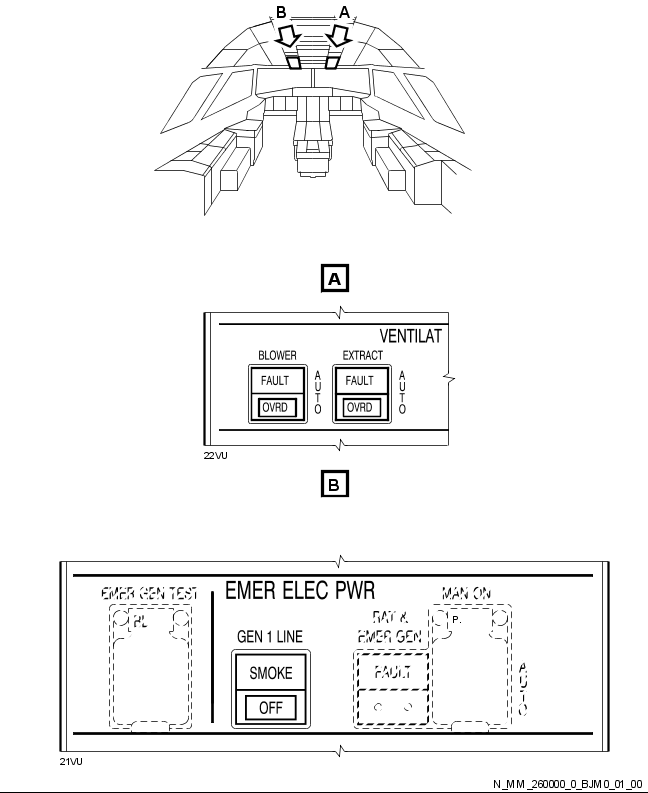 B A
A
VENTILAT
BLOWER EXTRACT
FAULT FAULT
OVRD OVRD
AUTO AUTO
22VU
B
EMER GEN TEST EMER ELEC PWR MAN ON
BAT &
GEN 1 LINE EMER GEN
SMOKE FAULT
OFF
AUTO
21VU
N_MM_260000_0_BJM0_01_00